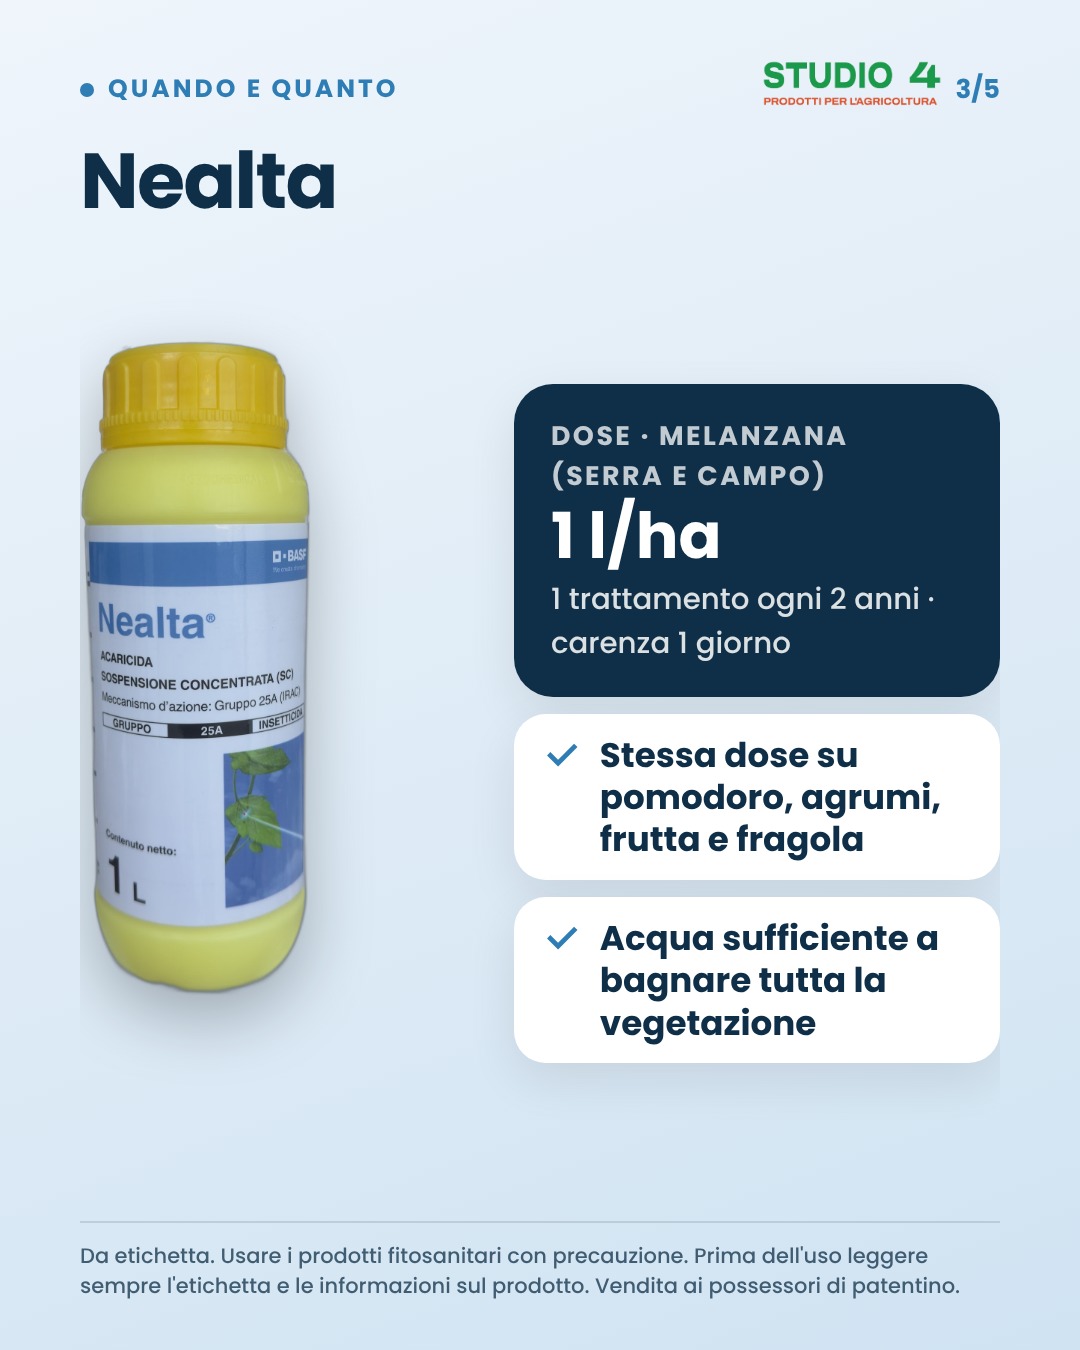 QUANDO E QUANTO
STUDIO 4
PRODOTTI PER L'AGRICOLTURA
3/5
Nealta
BASF
Nealta®
ACARICIDA
SOSPENSIONE CONCENTRATA (SC)
Meccanismo d'azione: Gruppo 25A (IRAC)
GRUPPO 25A INSETTICIDA
Contenuto netto:
1 L
DOSE · MELANZANA
(SERRA E CAMPO)
1 l/ha
1 trattamento ogni 2 anni ·
carenza 1 giorno
Stessa dose su
pomodoro, agrumi,
frutta e fragola
Acqua sufficiente a
bagnare tutta la
vegetazione
Da etichetta. Usare i prodotti fitosanitari con precauzione. Prima dell'uso leggere
sempre l'etichetta e le informazioni sul prodotto. Vendita ai possessori di patentino.